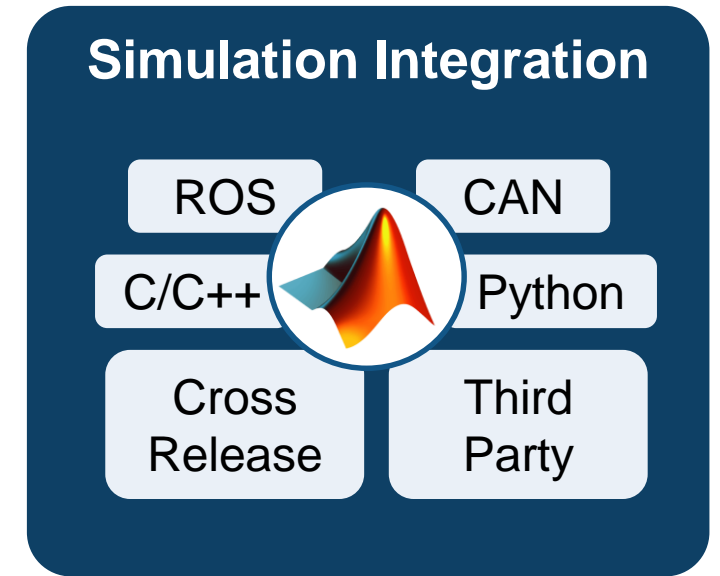 Simulation Integration
ROS
CAN
C/C++
Python
Cross
Release
Third
Party